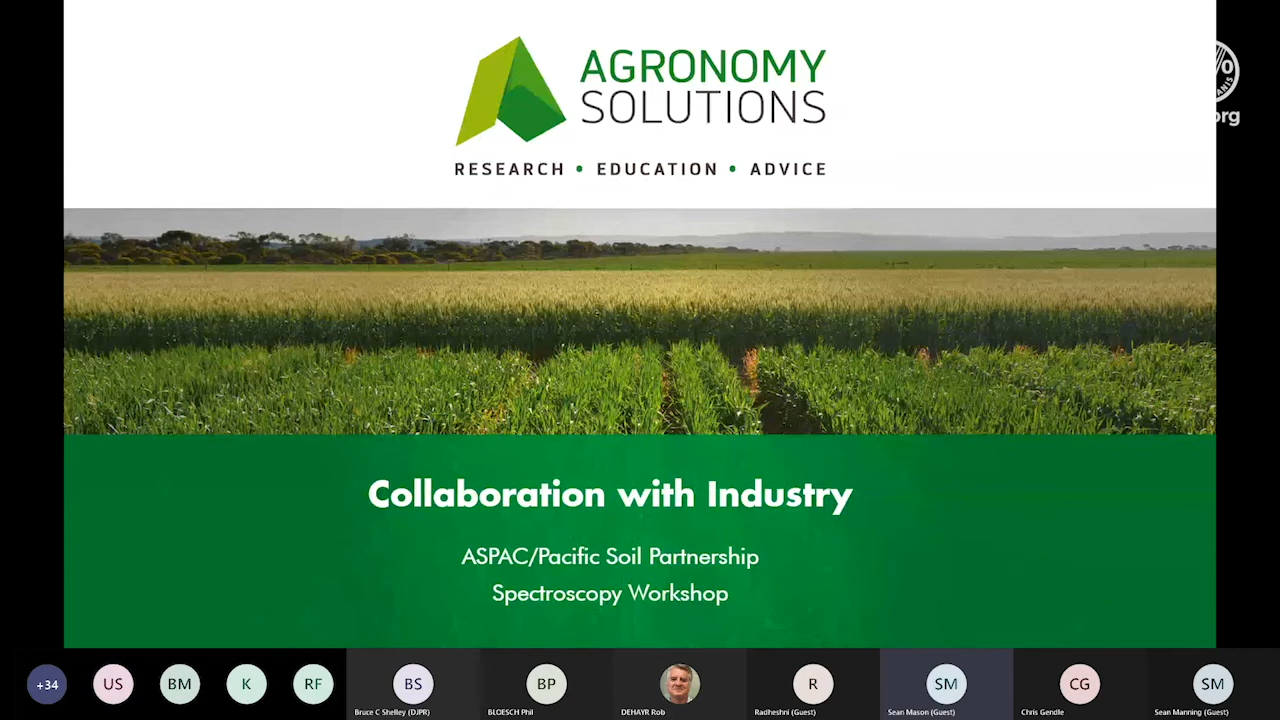 AGRONOMY
SOLUTIONS
RESEARCH • EDUCATION • ADVICE
org
Collaboration with Industry
ASPAC/Pacific Soil Partnership
Spectroscopy Workshop
+34
US
BM
K
RF
BS
BP
R
SM
CG
SM
Bruce C Shelley (DJPR)
BLOESCH Phil
DEHAYR Rob
Radheshni (Guest)
Sean Mason (Guest)
Chris Gendle
Sean Manning (Guest)